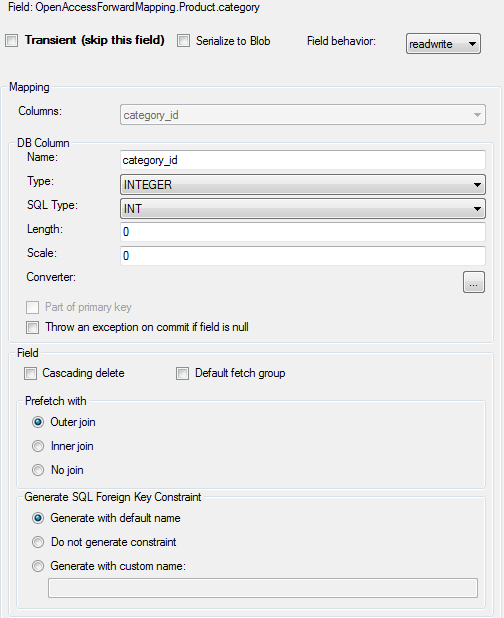 Field: OpenAccessForwardMapping.Product.category
Transient (skip this field) Serialize to Blob Field behavior: readwrite
Mapping
Columns: category_id
DB Column
Name: category_id
Type: INTEGER
SQL Type: INT
Length: 0
Scale: 0
Converter: ...
Part of primary key
Throw an exception on commit if field is null
Field
Cascading delete Default fetch group
Prefetch with
Outer join
Inner join
No join
Generate SQL Foreign Key Constraint
Generate with default name
Do not generate constraint
Generate with custom name: